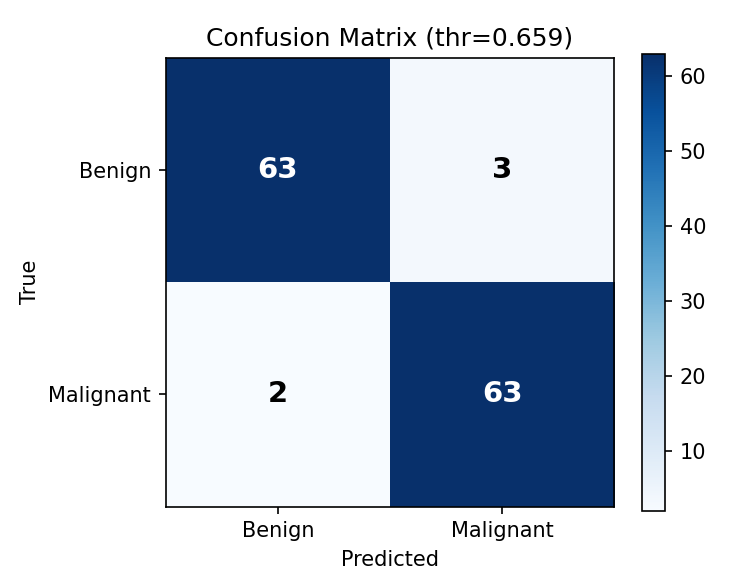 Confusion Matrix (thr=0.659)
True
Benign
63
3
Malignant
2
63
Benign
Malignant
Predicted
60
50
40
30
20
10